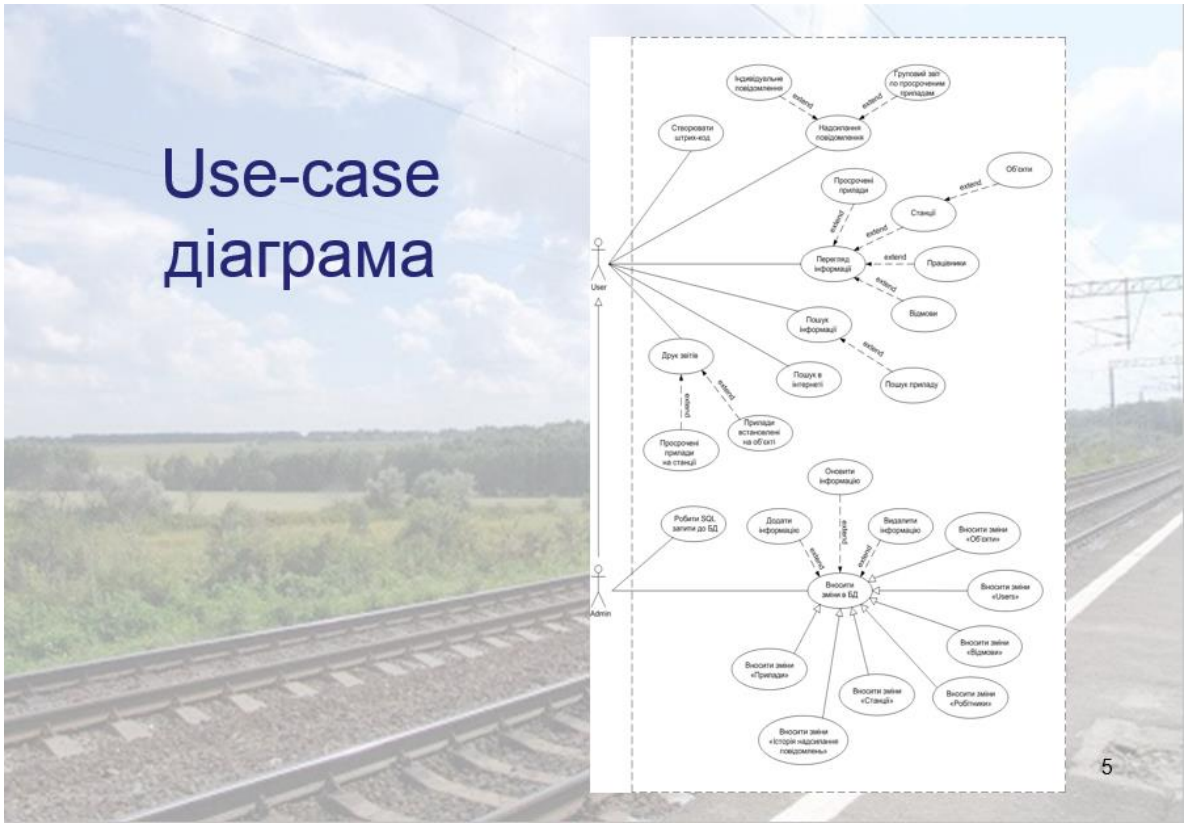 Use-case
діаграма
Індивідуальне
повідомлення
Груповий звіт
по просроченим
приладам
extend
extend
Створювати
штрих-код
Надсилання
повідомлення
Просрочені
прилади
Об'єкти
extend
Станції
extend
extend
Перегляд
інформації
extend
Працівники
User
extend
Відмови
Пошук
інформації
extend
Друк звітів
Пошук в
інтернеті
Пошук приладу
extend
extend
Прилади
встановлені
на об'єкті
Просрочені
прилади
на станції
Оновити
інформацію
Робити SQL
запити до БД
Додати
інформацію
extend
Видалити
інформацію
Вносити зміни
«Об'єкти»
extend
extend
Admin
Вносити
зміни в БД
Вносити зміни
«Users»
Вносити зміни
«Відмови»
Вносити зміни
«Прилади»
Вносити зміни
«Станції»
Вносити зміни
«Робітники»
Вносити зміни
«Історія надсилання
повідомлень»
5